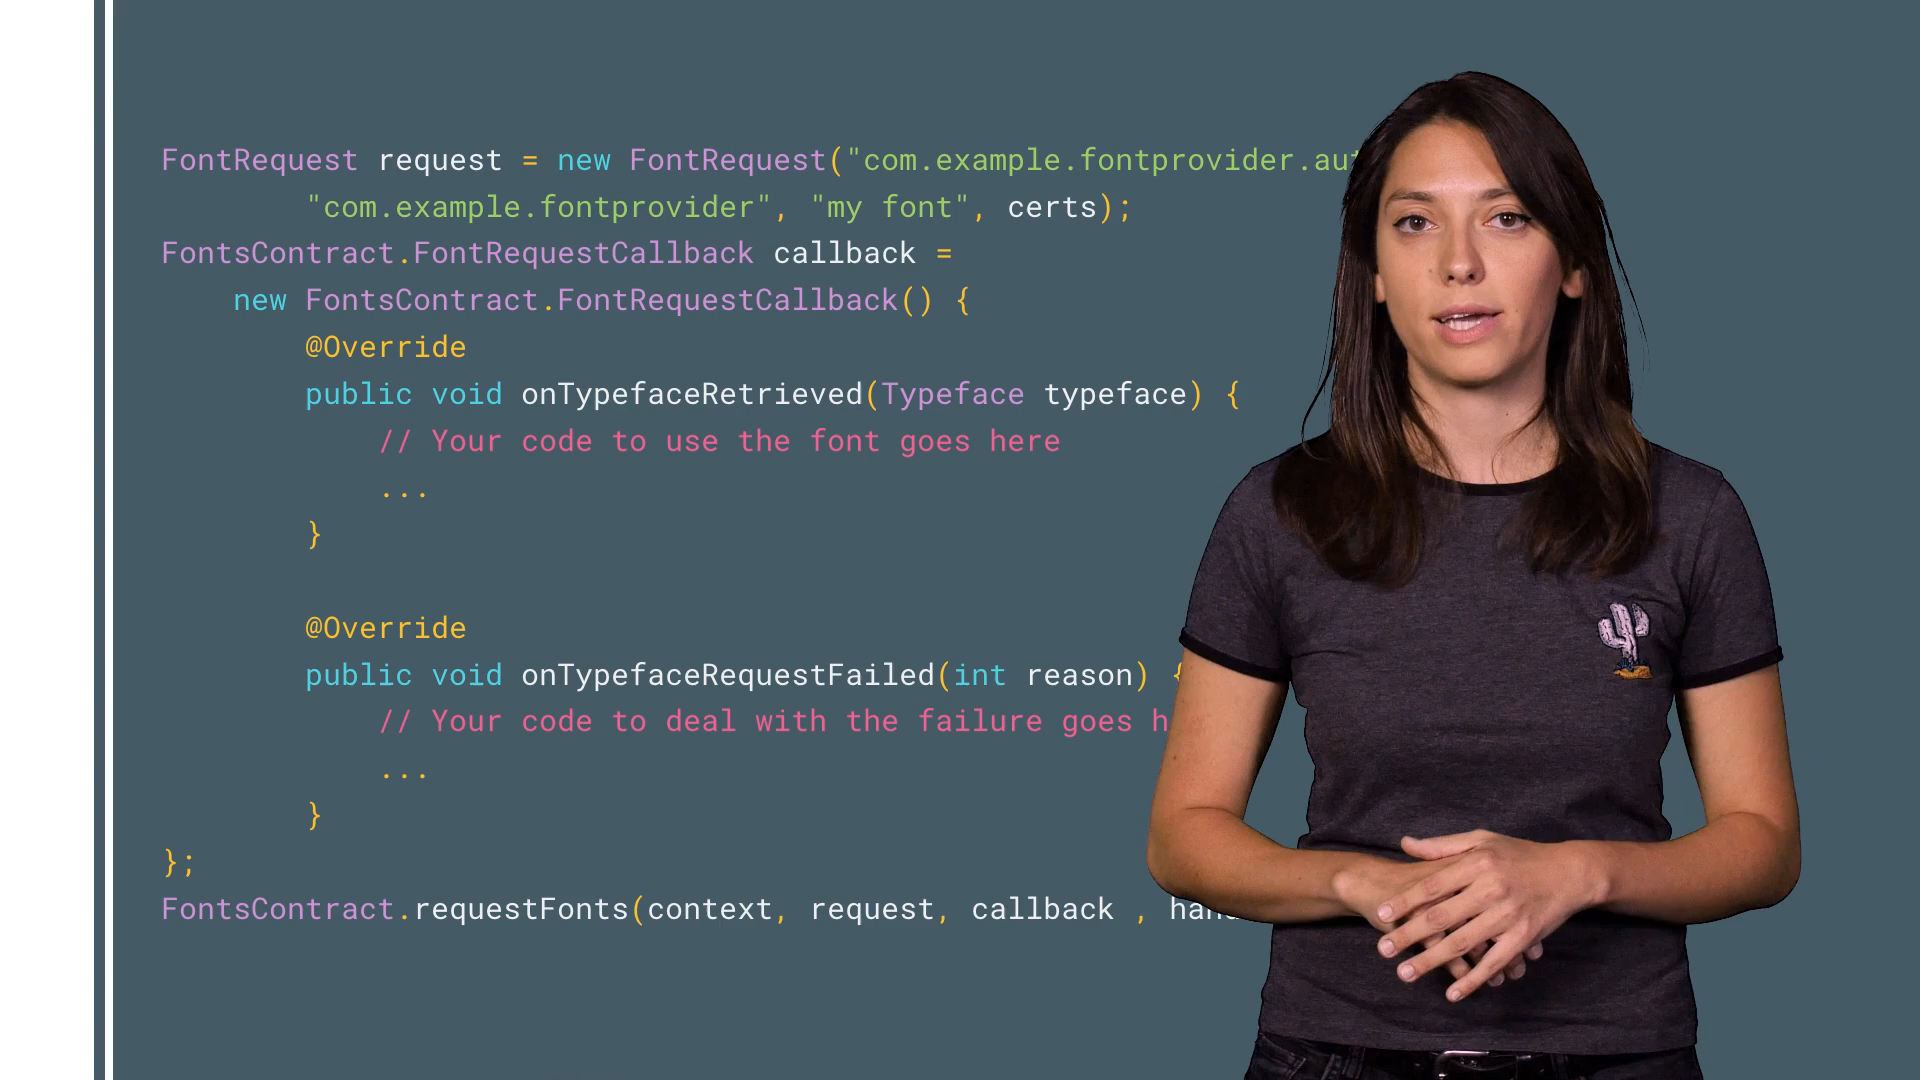 FontRequest request = new FontRequest("com.example.fontprovider.
"com.example.fontprovider", "my font", certs);
FontsContract.FontRequestCallback callback =
new FontsContract.FontRequestCallback() {
@Override
public void onTypefaceRetrieved(Typeface typeface) {
// Your code to use the font goes here
...
}
@Override
public void onTypefaceRequestFailed(int reason) {
// Your code to deal with the failure goes
...
}
};
FontsContract.requestFonts(context, request, callback ,